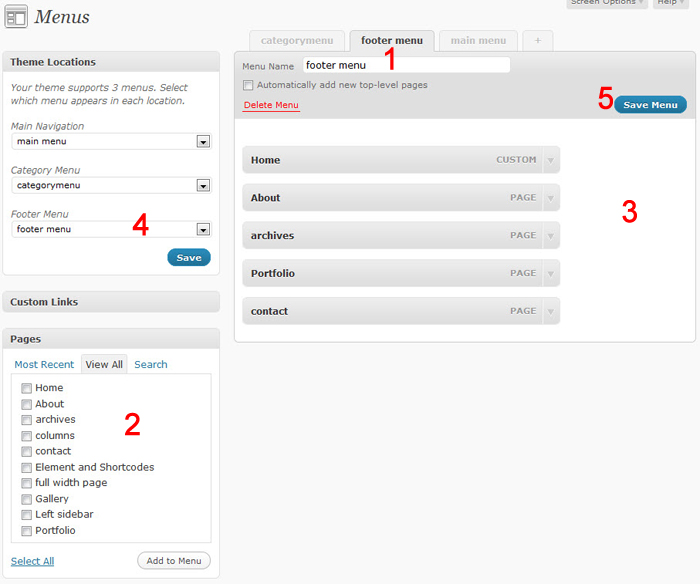 Screen Options Help
Menus
categorymenu footer menu main menu +
Theme Locations
Your theme supports 3 menus. Select
which menu appears in each location.
Main Navigation
main menu
Category Menu
categorymenu
Footer Menu
footer menu
4
Save
Custom Links
Pages
Most Recent View All Search
Home
About
archives
columns
contact
Element and Shortcodes
full width page
Gallery
Left sidebar
Portfolio
2
Select All Add to Menu
1
Menu Name footer menu
Automatically add new top-level pages
Delete Menu
5 Save Menu
Home CUSTOM
About PAGE
3
archives PAGE
Portfolio PAGE
contact PAGE